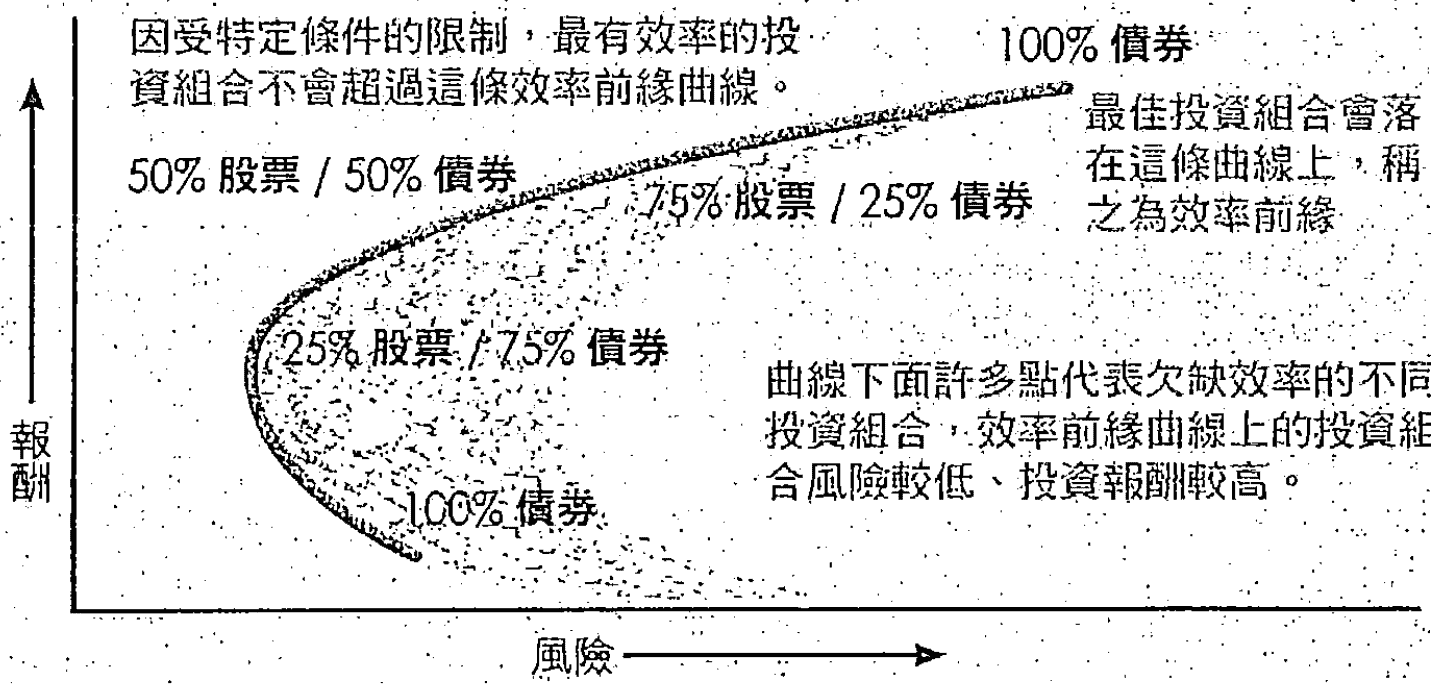 因受特定條件的限制，最有效率的投
資組合不會超過這條效率前緣曲線。
100% 債券
最佳投資組合會落
在這條曲線上，稱
之為效率前緣
50% 股票 / 50% 債券
75% 股票 / 25% 債券
25% 股票 / 75% 債券
曲線下面許多點代表欠缺效率的不同
投資組合，效率前緣曲線上的投資組
合風險較低、投資報酬較高。
100% 債券
報酬
風險